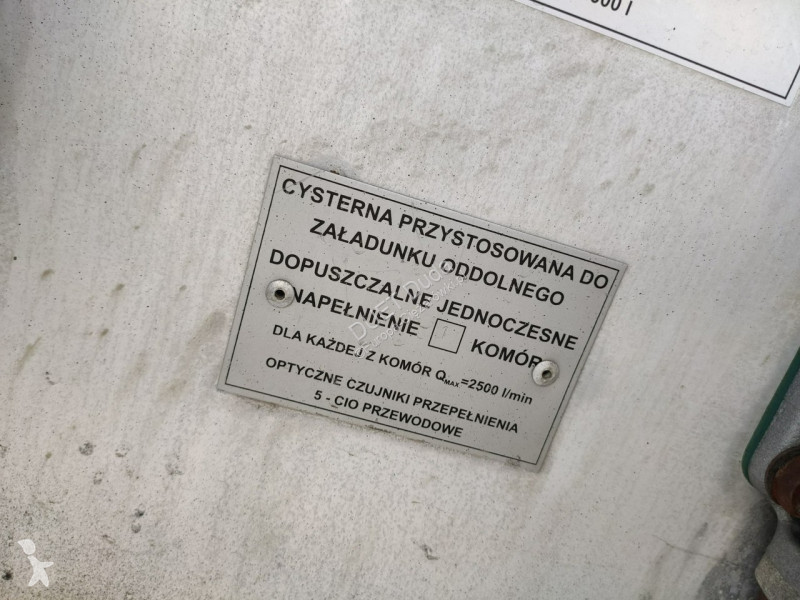 000 l
CYSTERNA PRZYSTOSOWANA DO
ZAŁADUNKU ODDOLNEGO
DOPUSZCZALNE JEDNOCZESNE
NAPEŁNIENIE KOMÓR
DLA KAŻDEJ Z KOMÓR QMAX=2500 l/min
OPTYCZNE CZUJNIKI PRZEPEŁNIENIA
5 - CIO PRZEWODOWE